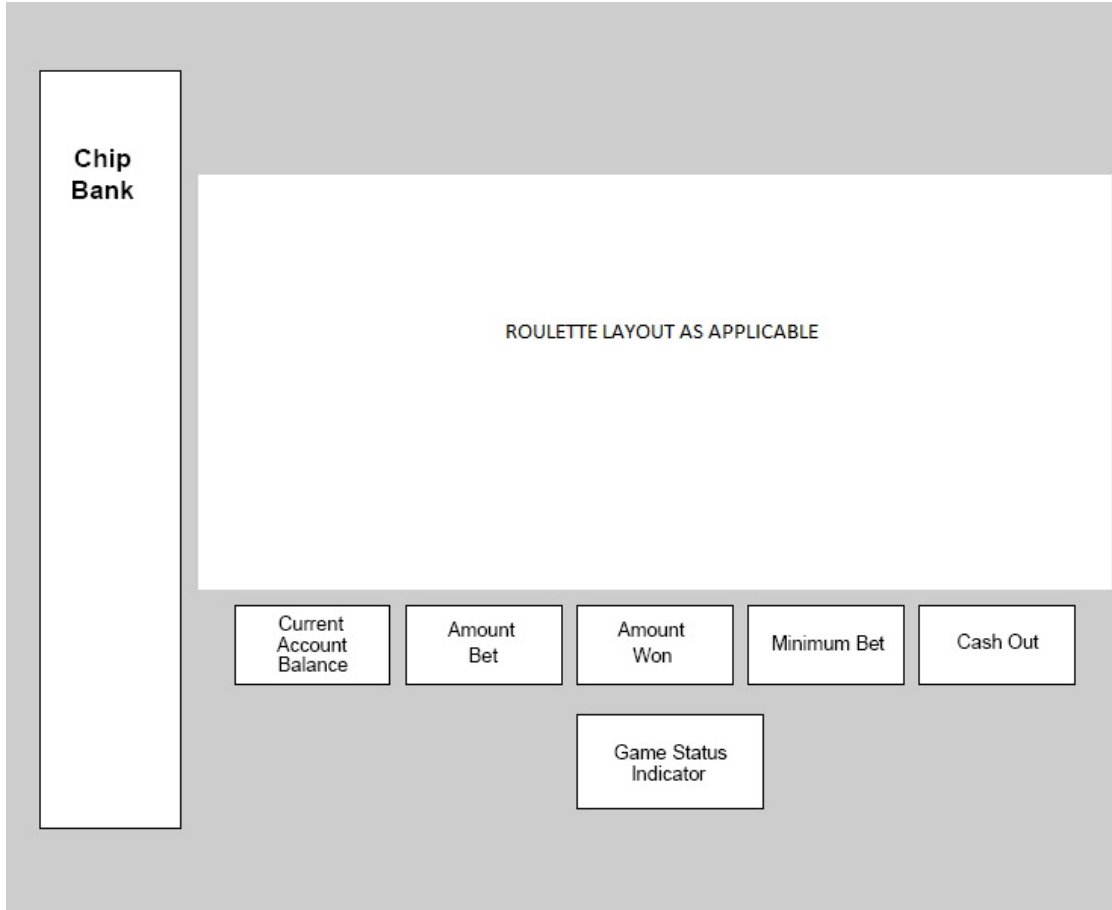 Chip
Bank
ROULETTE LAYOUT AS APPLICABLE
Current
Account
Balance
Amount
Bet
Amount
Won
Minimum Bet
Cash Out
Game Status
Indicator